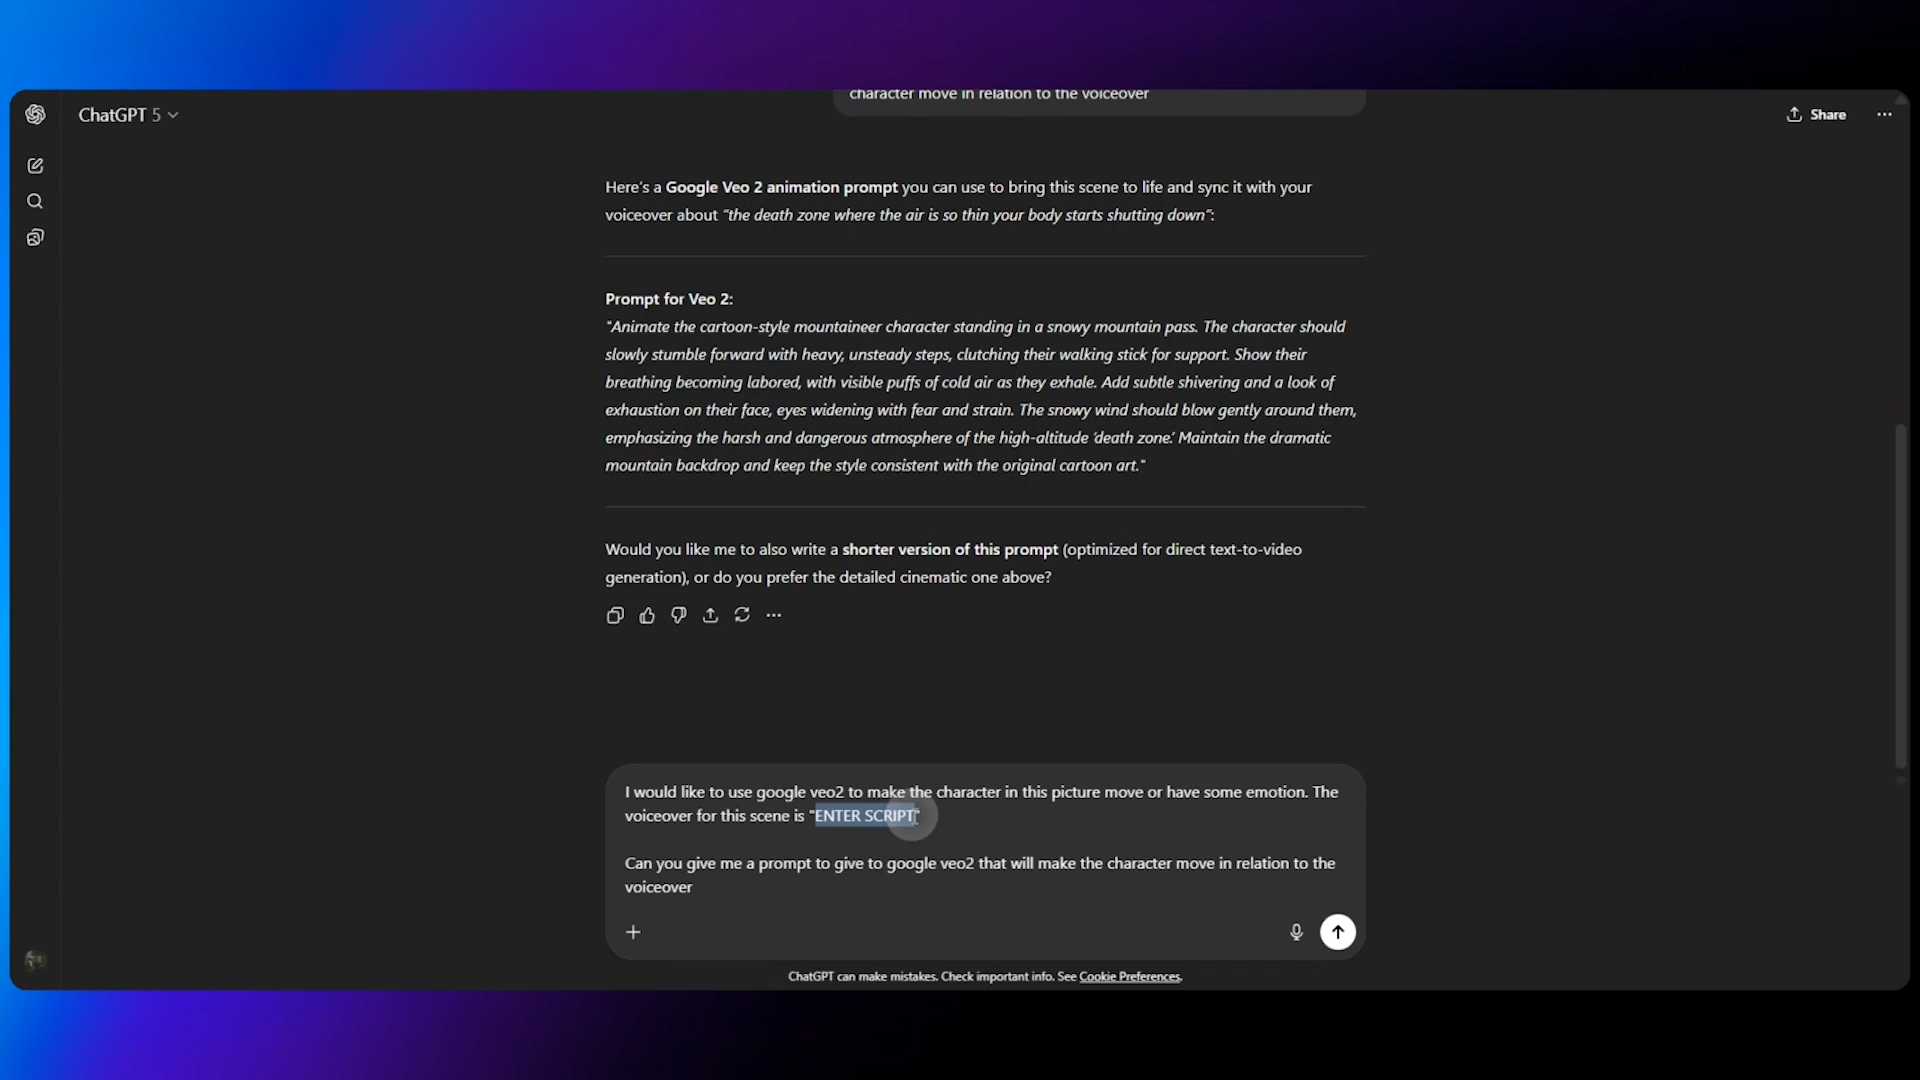 character move in relation to the voiceover
ChatGPT 5
Share
Here's a Google Veo 2 animation prompt you can use to bring this scene to life and sync it with your
voiceover about "the death zone where the air is so thin your body starts shutting down":
Prompt for Veo 2:
"Animate the cartoon-style mountaineer character standing in a snowy mountain pass. The character should
slowly stumble forward with heavy, unsteady steps, clutching their walking stick for support. Show their
breathing becoming labored, with visible puffs of cold air as they exhale. Add subtle shivering and a look of
exhaustion on their face, eyes widening with fear and strain. The snowy wind should blow gently around them,
emphasizing the harsh and dangerous atmosphere of the high-altitude 'death zone.' Maintain the dramatic
mountain backdrop and keep the style consistent with the original cartoon art."
Would you like me to also write a shorter version of this prompt (optimized for direct text-to-video
generation), or do you prefer the detailed cinematic one above?
I would like to use google veo2 to make the character in this picture move or have some emotion. The
voiceover for this scene is "ENTER SCRIPT"
Can you give me a prompt to give to google veo2 that will make the character move in relation to the
voiceover
ChatGPT can make mistakes. Check important info. See Cookie Preferences.